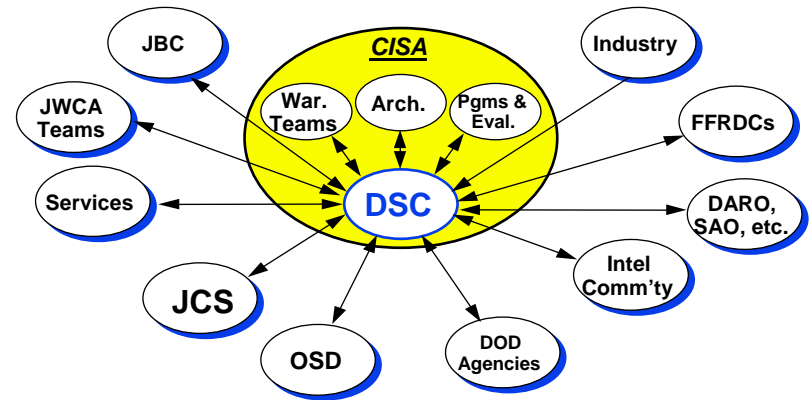 JBC
CISA
Industry
JWCA
Teams
War.
Teams
Arch.
Pgms &
Eval.
FFRDCs
Services
DSC
DARO,
SAO, etc.
JCS
Intel
Comm'ty
OSD
DOD
Agencies